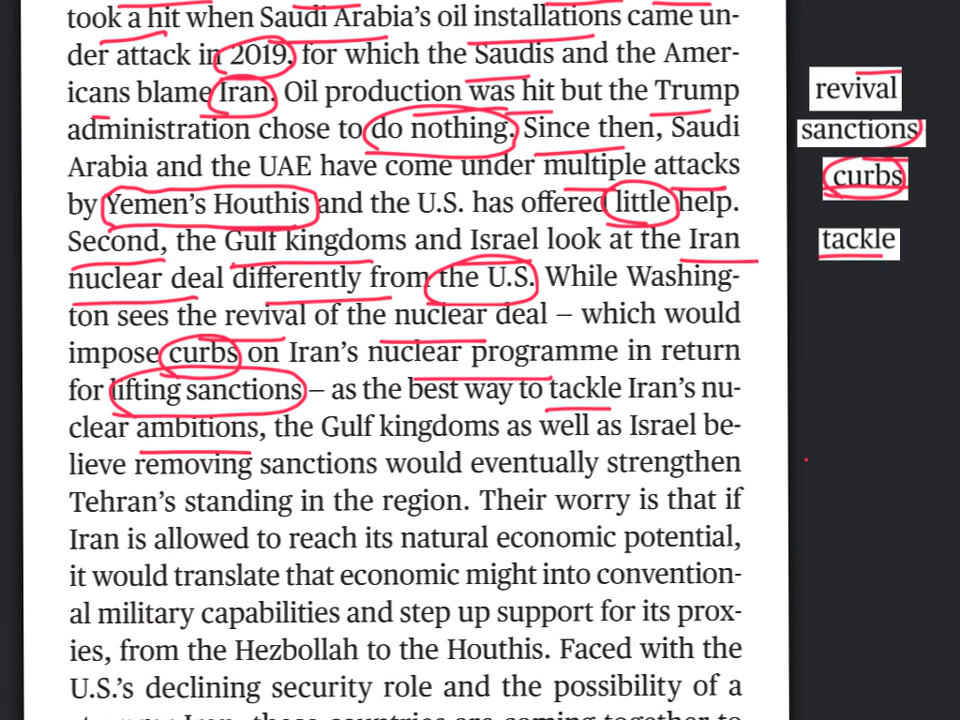 took a hit when Saudi Arabia's oil installations came un-
der attack in 2019, for which the Saudis and the Amer-
icans blame Iran. Oil production was hit but the Trump
administration chose to do nothing. Since then, Saudi
Arabia and the UAE have come under multiple attacks
by Yemen's Houthis and the U.S. has offered little help.
Second, the Gulf kingdoms and Israel look at the Iran
nuclear deal differently from the U.S. While Washing-
ton sees the revival of the nuclear deal – which would
impose curbs on Iran's nuclear programme in return
for lifting sanctions – as the best way to tackle Iran's nu-
clear ambitions, the Gulf kingdoms as well as Israel be-
lieve removing sanctions would eventually strengthen
Tehran's standing in the region. Their worry is that if
Iran is allowed to reach its natural economic potential,
it would translate that economic might into convention-
al military capabilities and step up support for its prox-
ies, from the Hezbollah to the Houthis. Faced with the
U.S.'s declining security role and the possibility of a
revival
sanctions
curbs
tackle